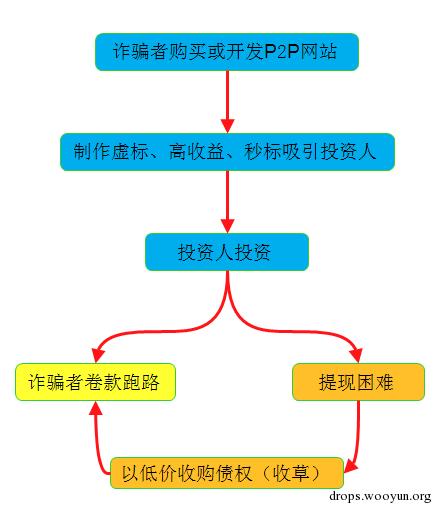 诈骗者购买或开发P2P网站
制作虚标、高收益、秒标吸引投资人
投资人投资
诈骗者卷款跑路
提现困难
以低价收购债权（收草）
drops.wooyun.org